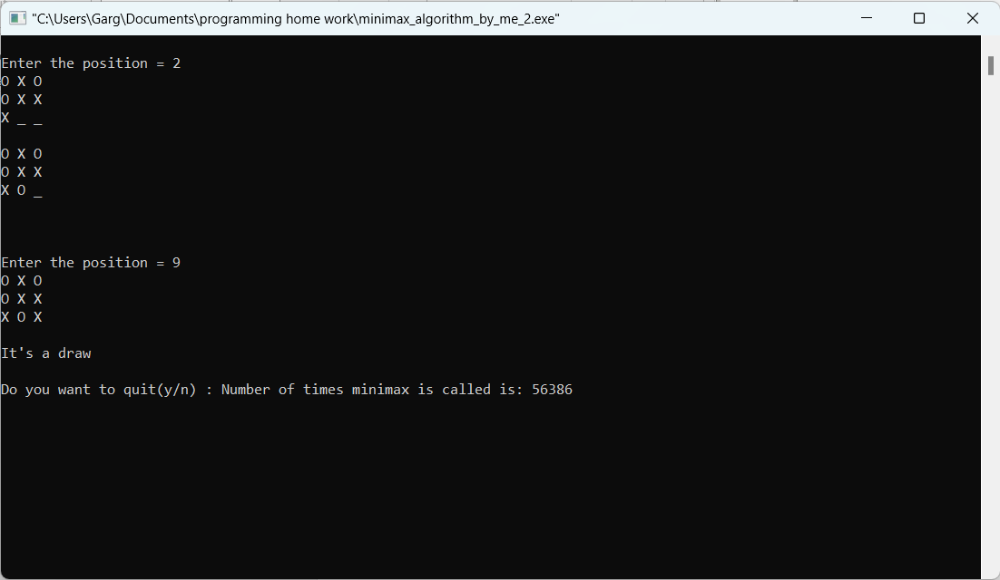 "C:\Users\Garg\Documents\programming home work\minimax_algorithm_by_me_2.exe"
Enter the position = 2
O X O
O X X
X _ _
O X O
O X X
X O _
Enter the position = 9
O X O
O X X
X O X
It's a draw
Do you want to quit(y/n) : Number of times minimax is called is: 56386